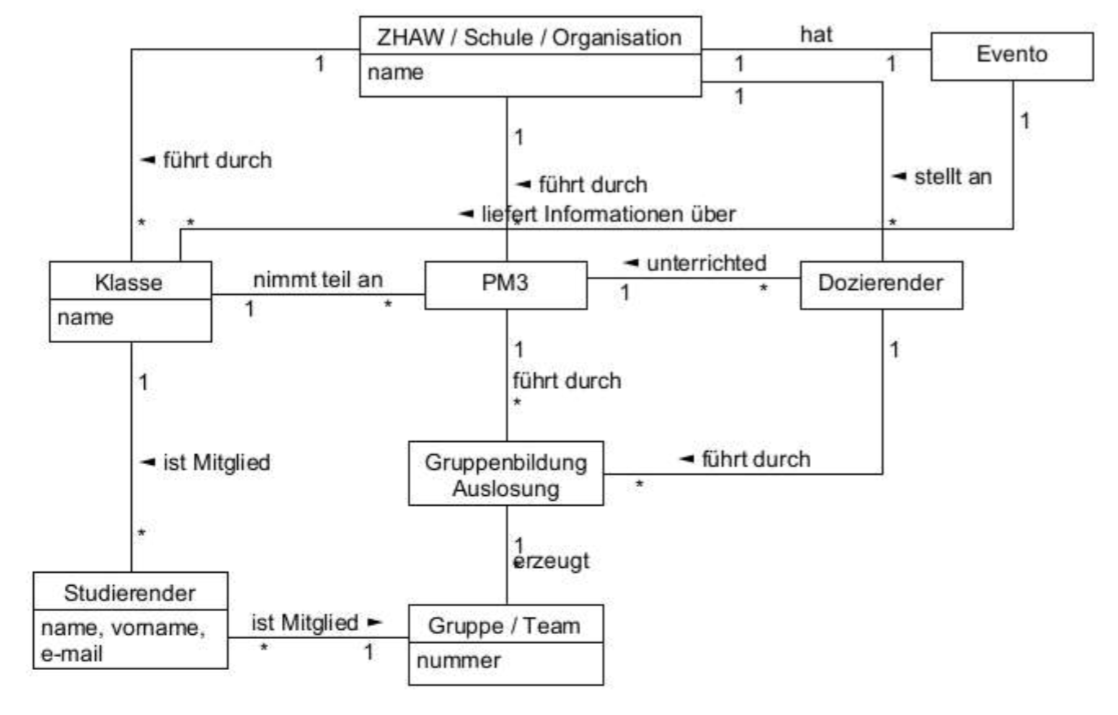 ZHAW / Schule / Organisation
name
hat
1
1
1
1
Evento
1
1
◄ führt durch
◄ führt durch
◄ stellt an
◄ liefert Informationen über
*
*
*
*
Klasse
name
nimmt teil an
1
*
PM3
◄ unterrichted
1
*
Dozierender
1
1
1
führt durch
*
◄ ist Mitglied
Gruppenbildung
Auslosung
◄ führt durch
*
*
1
erzeugt
Studierender
name, vorname,
e-mail
ist Mitglied ►
*
1
Gruppe / Team
nummer